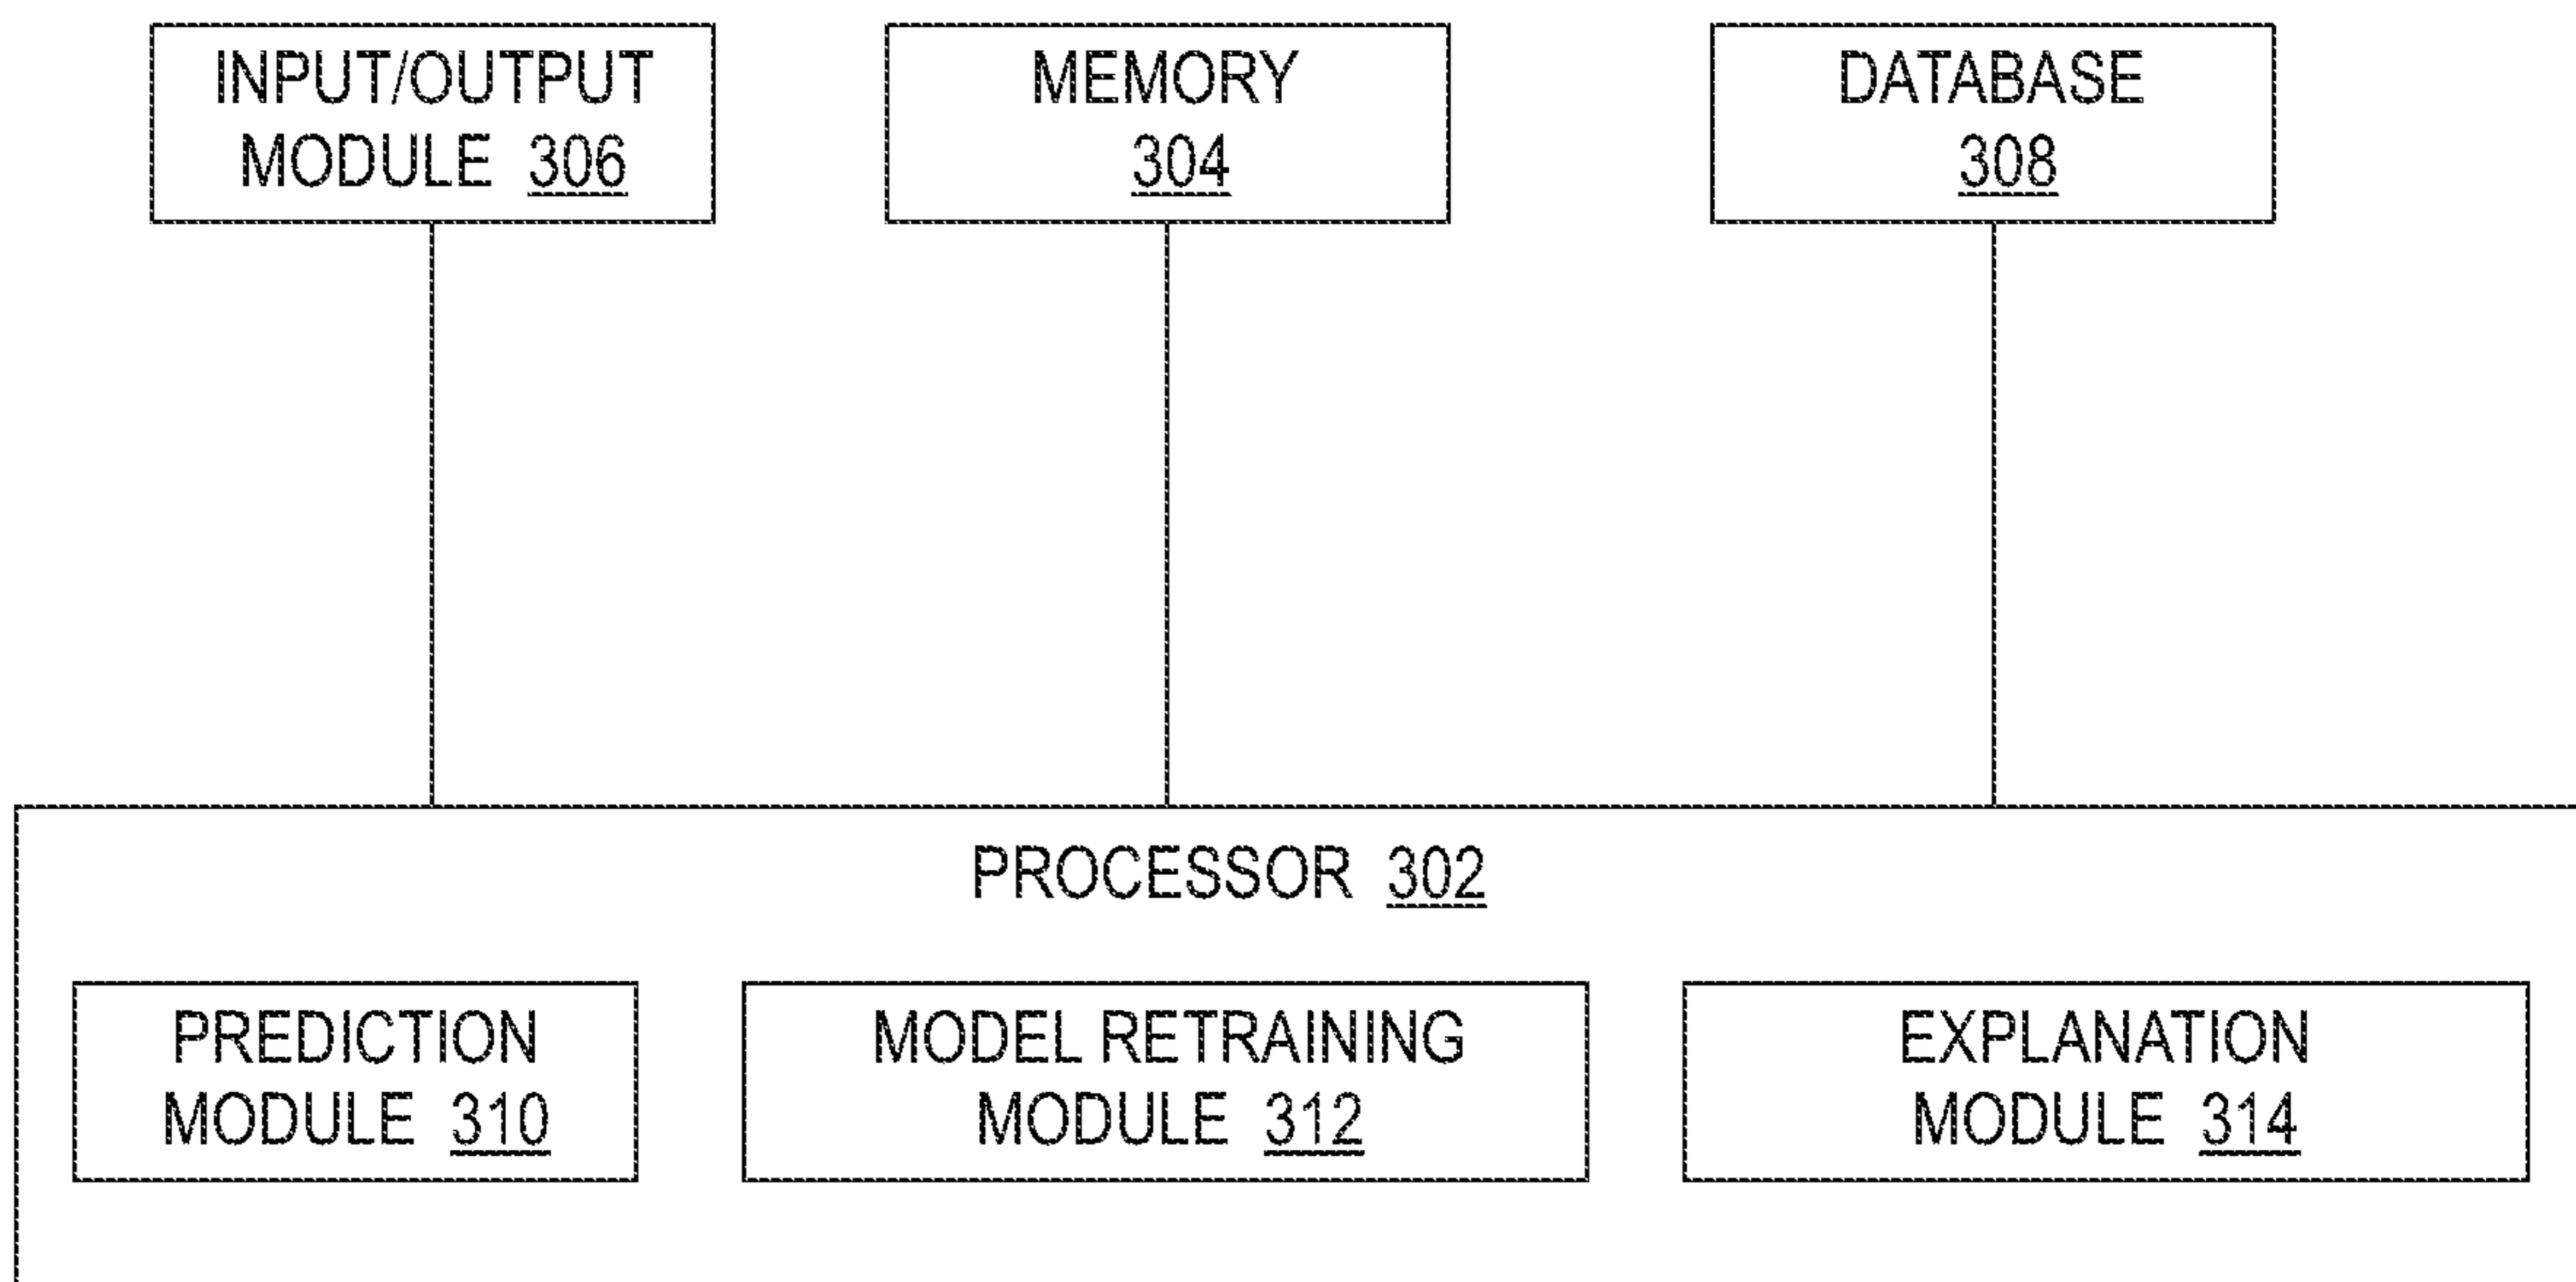 INPUT/OUTPUT
MODULE 306
MEMORY
304
DATABASE
308
PROCESSOR 302
PREDICTION
MODULE 310
MODEL RETRAINING
MODULE 312
EXPLANATION
MODULE 314